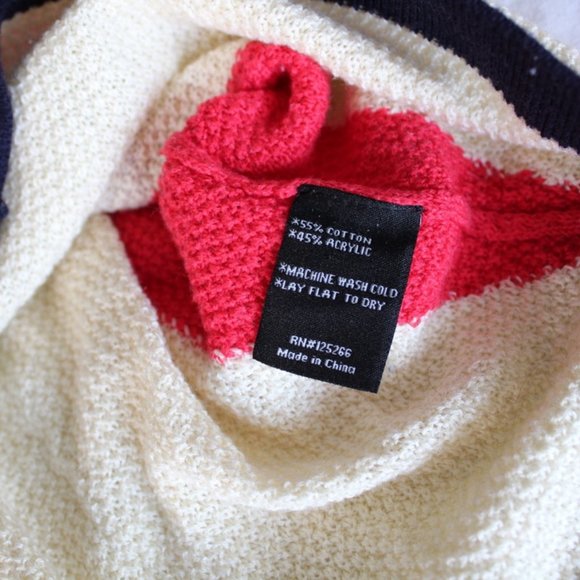 *55% COTTON
*45% ACRYLIC
*MACHINE WASH COLD
*LAY FLAT TO DRY
RN#125266
Made in China